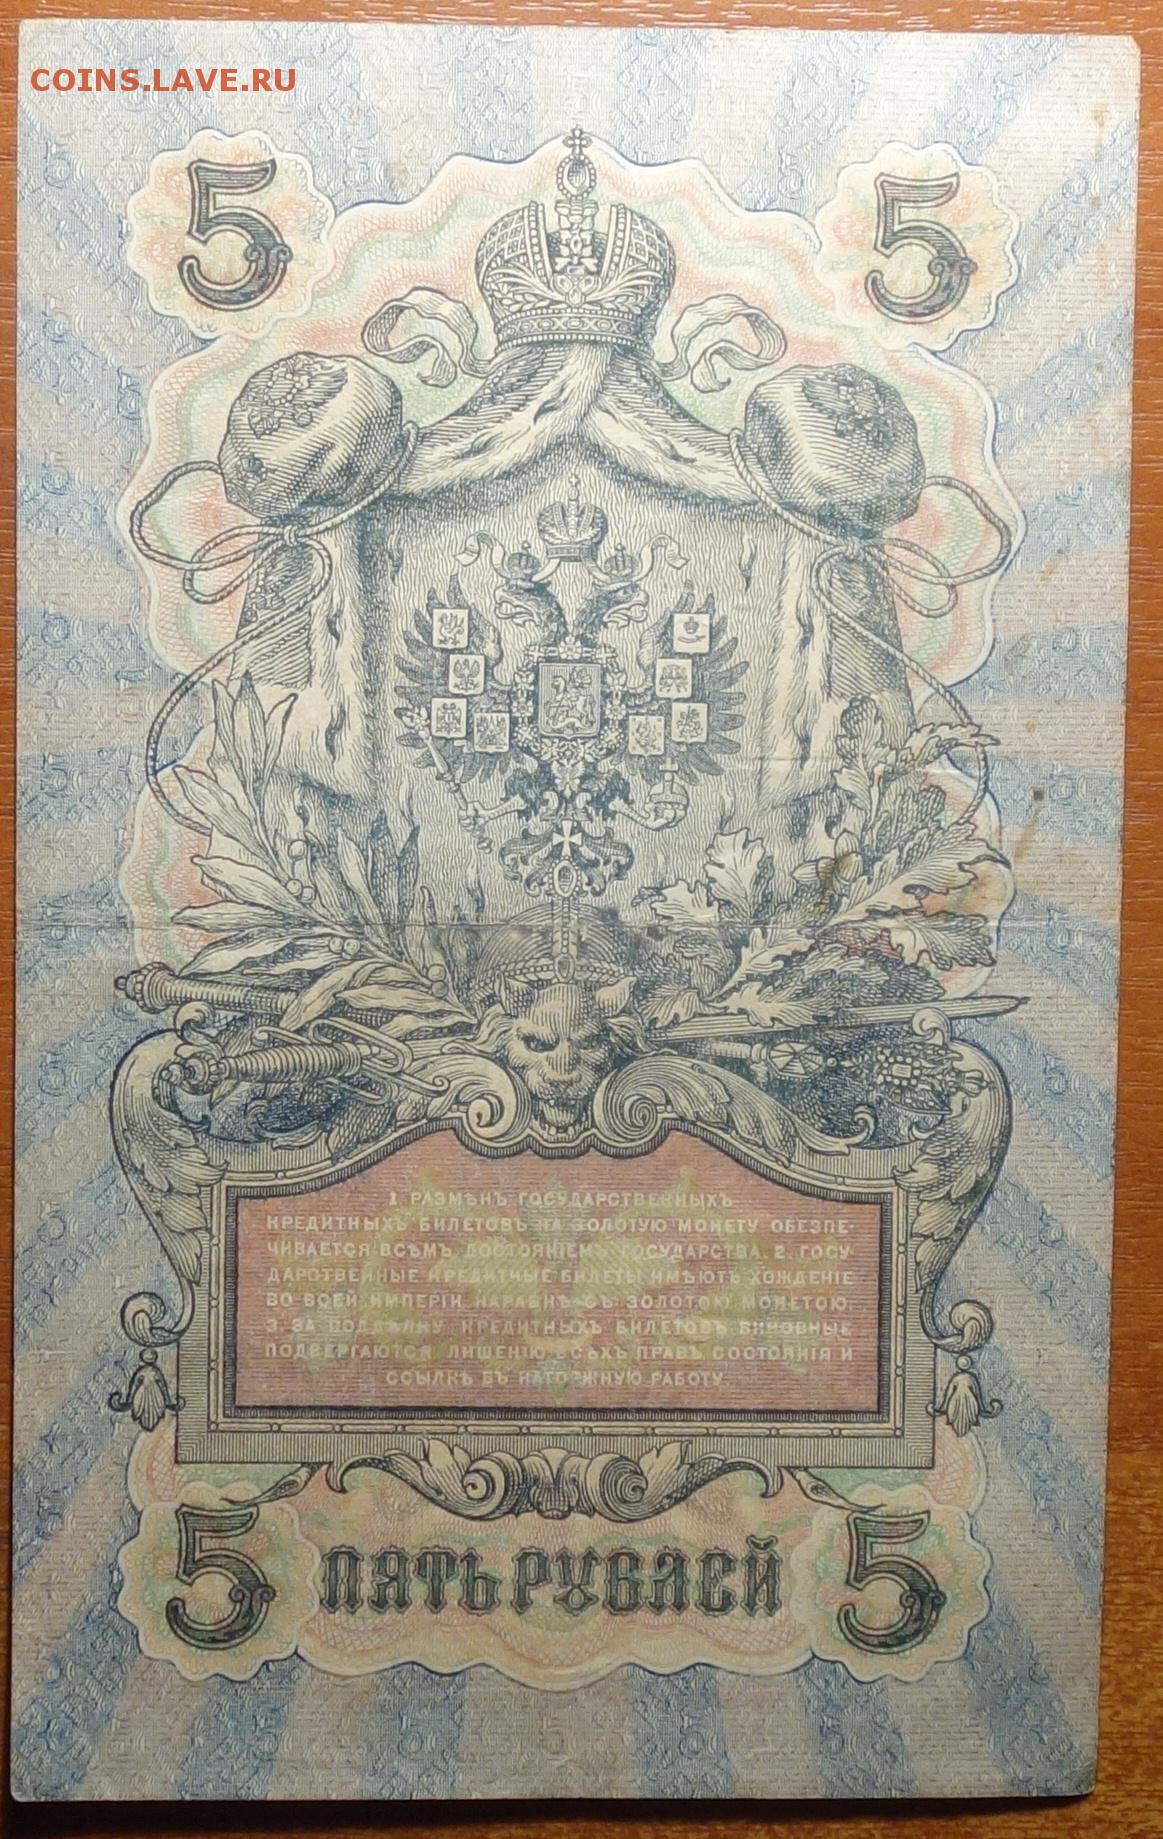 COINS.LAVE.RU
5 5
1. РАЗМѢНЪ ГОСУДАРСТВЕННЫХЪ
КРЕДИТНЫХЪ БИЛЕТОВЪ НА ЗОЛОТУЮ МОНЕТУ ОБЕЗПЕ-
ЧИВАЕТСЯ ВСѢМЪ ДОСТОЯНІЕМЪ ГОСУДАРСТВА. 2. ГОСУ-
ДАРСТВЕННЫЕ КРЕДИТНЫЕ БИЛЕТЫ ИМѢЮТЪ ХОЖДЕНІЕ
ВО ВСЕЙ ИМПЕРІИ НАРАВНѢ СЪ ЗОЛОТОЮ МОНЕТОЮ.
3. ЗА ПОДДѢЛКУ КРЕДИТНЫХЪ БИЛЕТОВЪ ВИНОВНЫЕ
ПОДВЕРГАЮТСЯ ЛИШЕНІЮ ВСѢХЪ ПРАВЪ СОСТОЯНІЯ И
ССЫЛКѢ ВЪ КАТОРЖНУЮ РАБОТУ.
5 ПЯТЬ РУБЛЕЙ 5